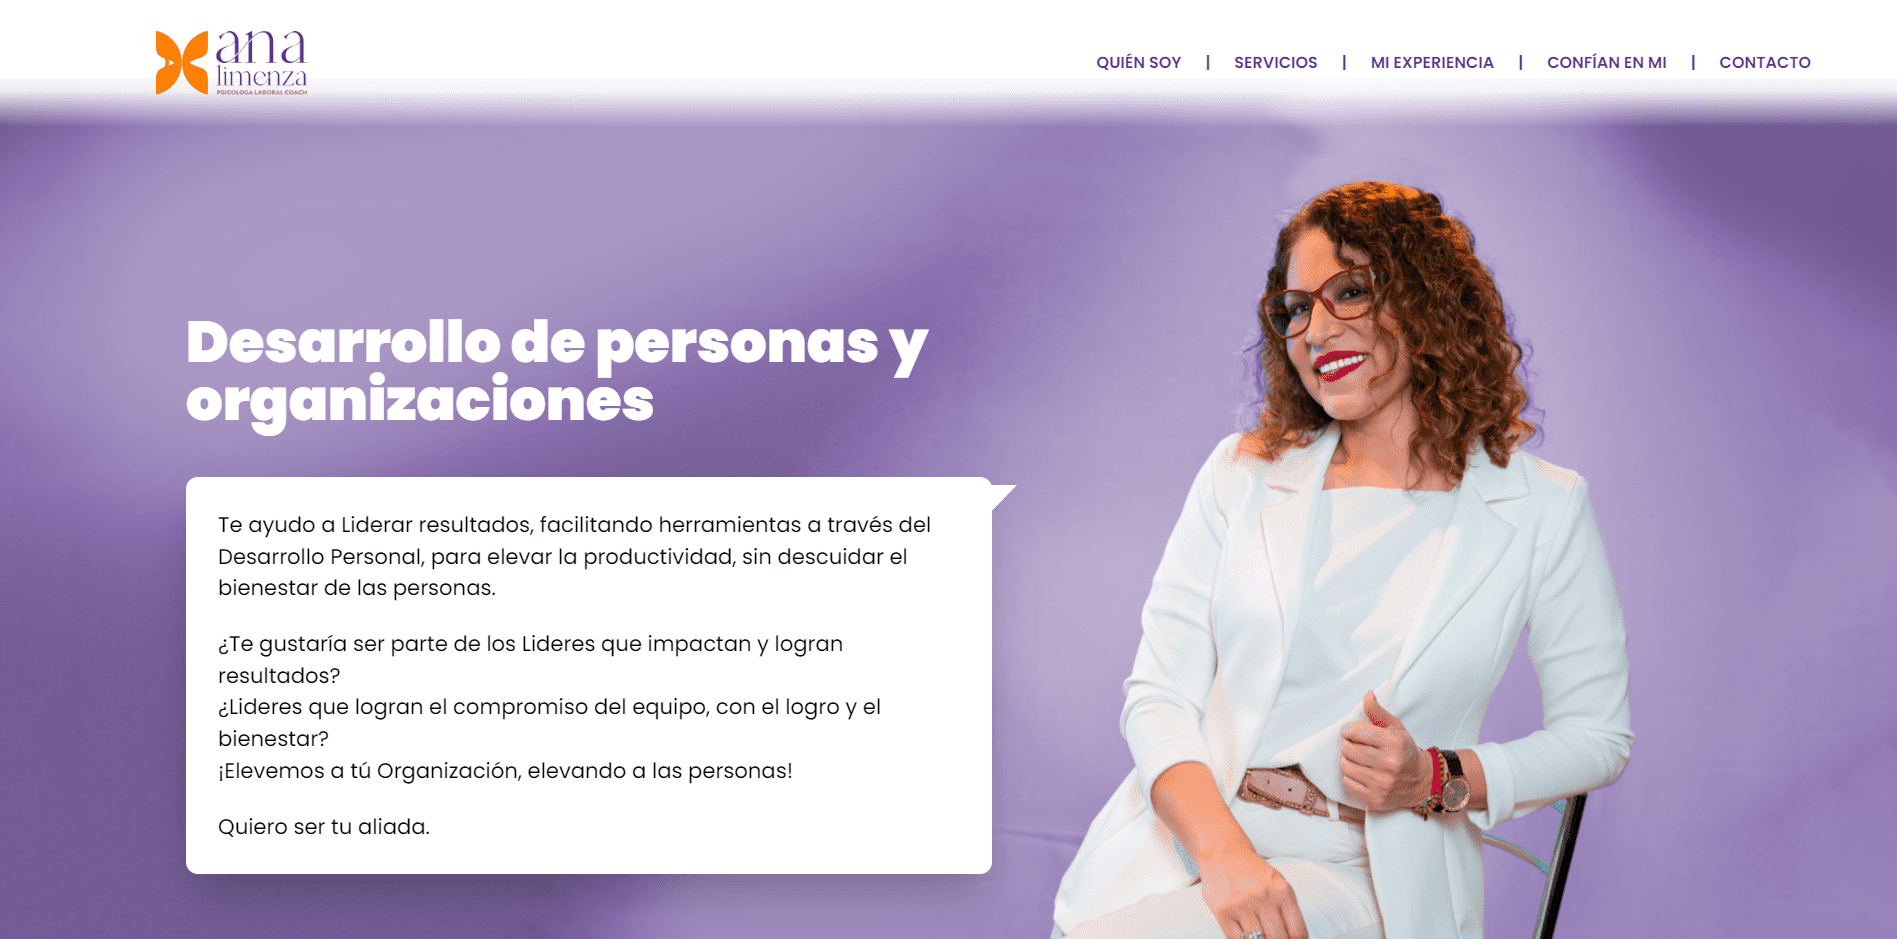 ana
limenza
PSICOLOGA LABORAL COACH
QUIÉN SOY | SERVICIOS | MI EXPERIENCIA | CONFÍAN EN MI | CONTACTO
Desarrollo de personas y
organizaciones
Te ayudo a Liderar resultados, facilitando herramientas a través del
Desarrollo Personal, para elevar la productividad, sin descuidar el
bienestar de las personas.
¿Te gustaría ser parte de los Lideres que impactan y logran
resultados?
¿Lideres que logran el compromiso del equipo, con el logro y el
bienestar?
¡Elevemos a tú Organización, elevando a las personas!
Quiero ser tu aliada.